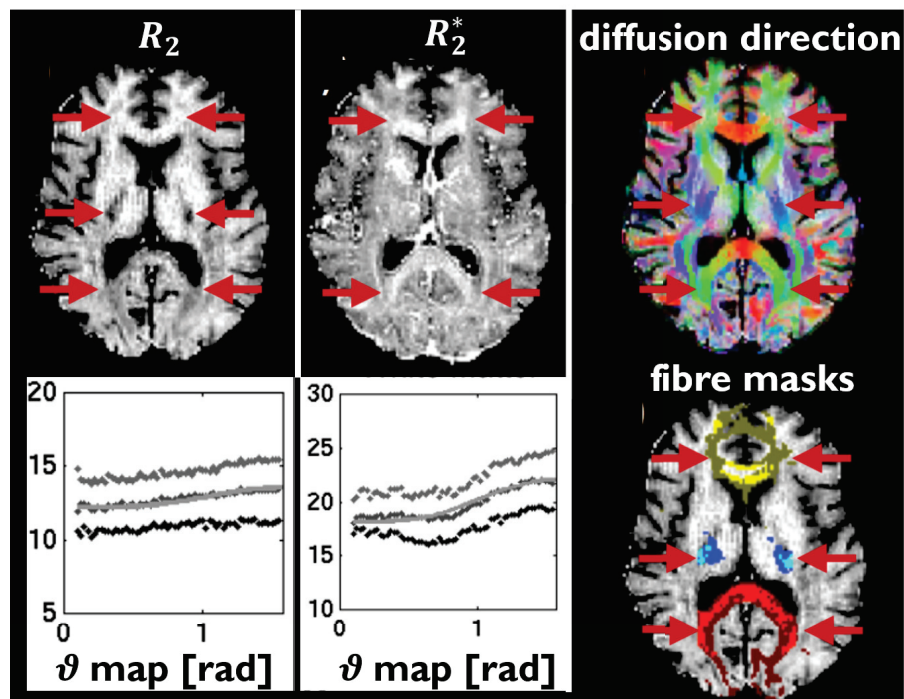 R₂
R₂*
diffusion direction
fibre masks
20
15
10
5
0
1
ϑ map [rad]
30
25
20
15
10
0
1
ϑ map [rad]